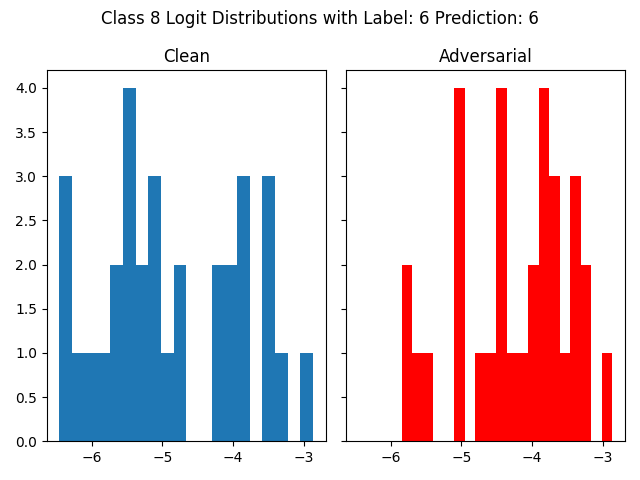 Class 8 Logit Distributions with Label: 6 Prediction: 6
Clean
Adversarial
4.0
3.5
3.0
2.5
2.0
1.5
1.0
0.5
0.0
−6 −5 −4 −3
−6 −5 −4 −3